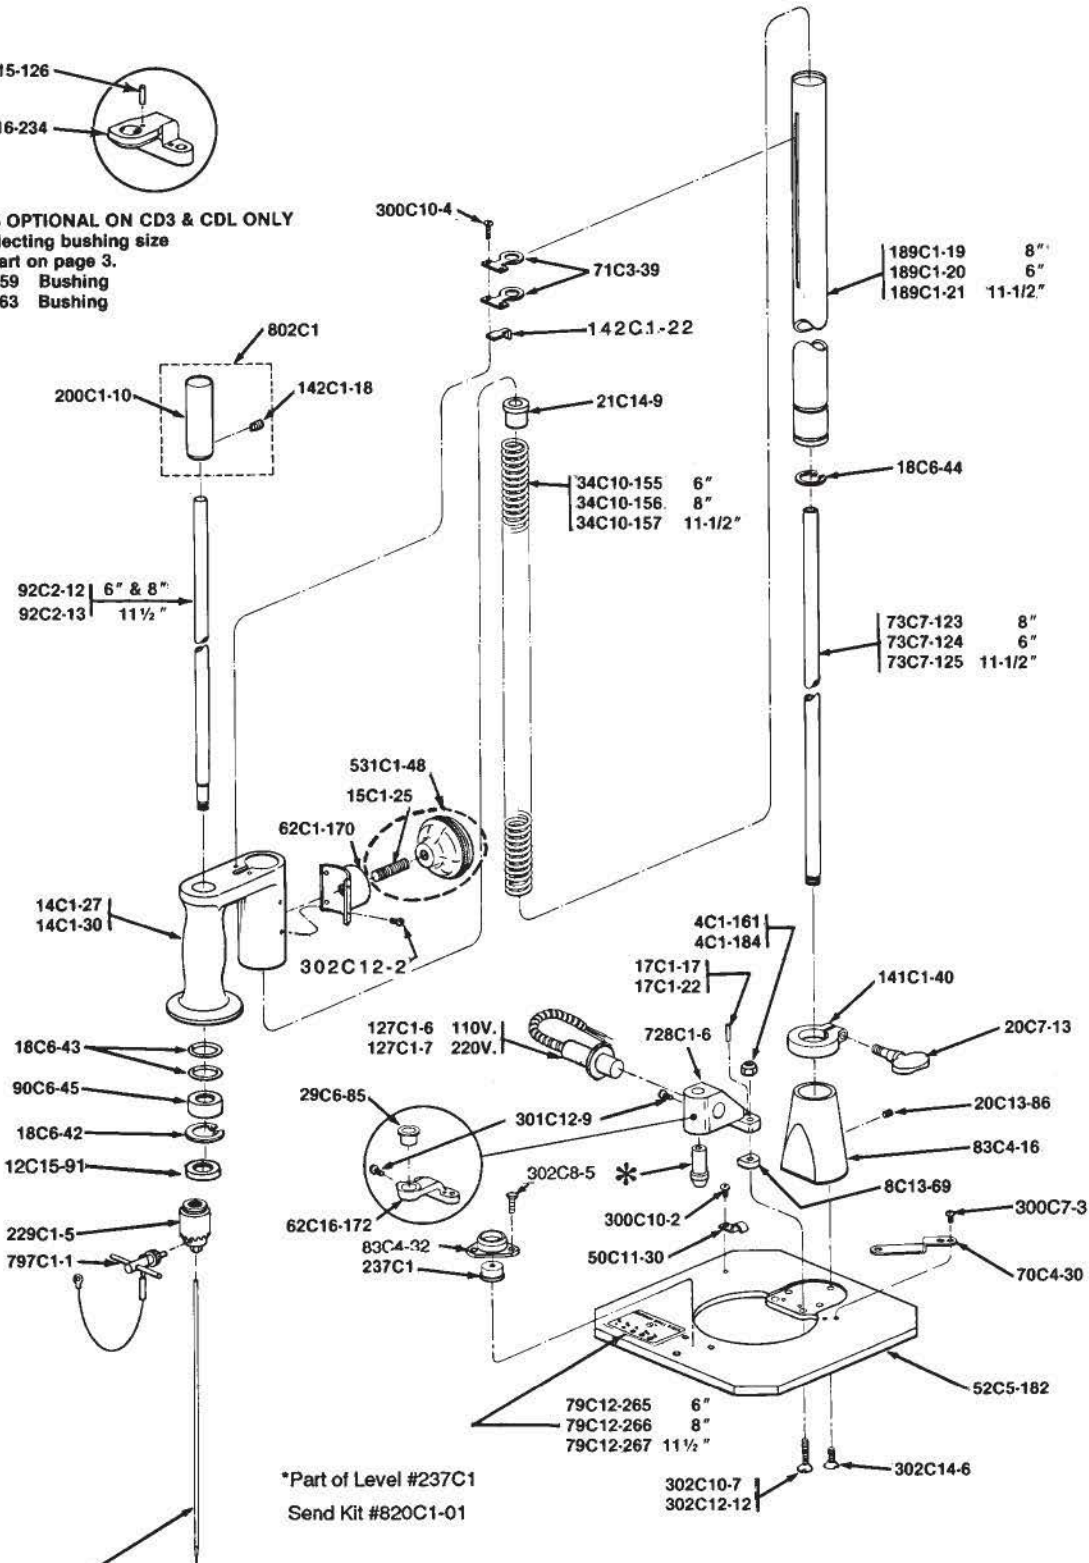 15-126
16-234
OPTIONAL ON CD3 & CDL ONLY
lecting bushing size
art on page 3.
59 Bushing
63 Bushing
300C10-4
71C3-39
142C1-22
189C1-19 8"
189C1-20 6"
189C1-21 11-1/2"
802C1
200C1-10
142C1-18
21C14-9
18C6-44
34C10-155 6"
34C10-156 8"
34C10-157 11-1/2"
92C2-12 6" & 8"
92C2-13 11½"
73C7-123 8"
73C7-124 6"
73C7-125 11-1/2"
531C1-48
15C1-25
62C1-170
14C1-27
14C1-30
302C12-2
4C1-161
4C1-184
17C1-17
17C1-22
141C1-40
20C7-13
127C1-6 110V.
127C1-7 220V.
728C1-6
18C6-43
90C6-45
18C6-42
12C15-91
229C1-5
797C1-1
29C6-85
301C12-9
20C13-86
83C4-16
302C8-5
*
8C13-69
62C16-172
300C10-2
300C7-3
83C4-32
50C11-30
237C1
70C4-30
52C5-182
79C12-265 6"
79C12-266 8"
79C12-267 11½"
302C14-6
302C10-7
302C12-12
*Part of Level #237C1
Send Kit #820C1-01